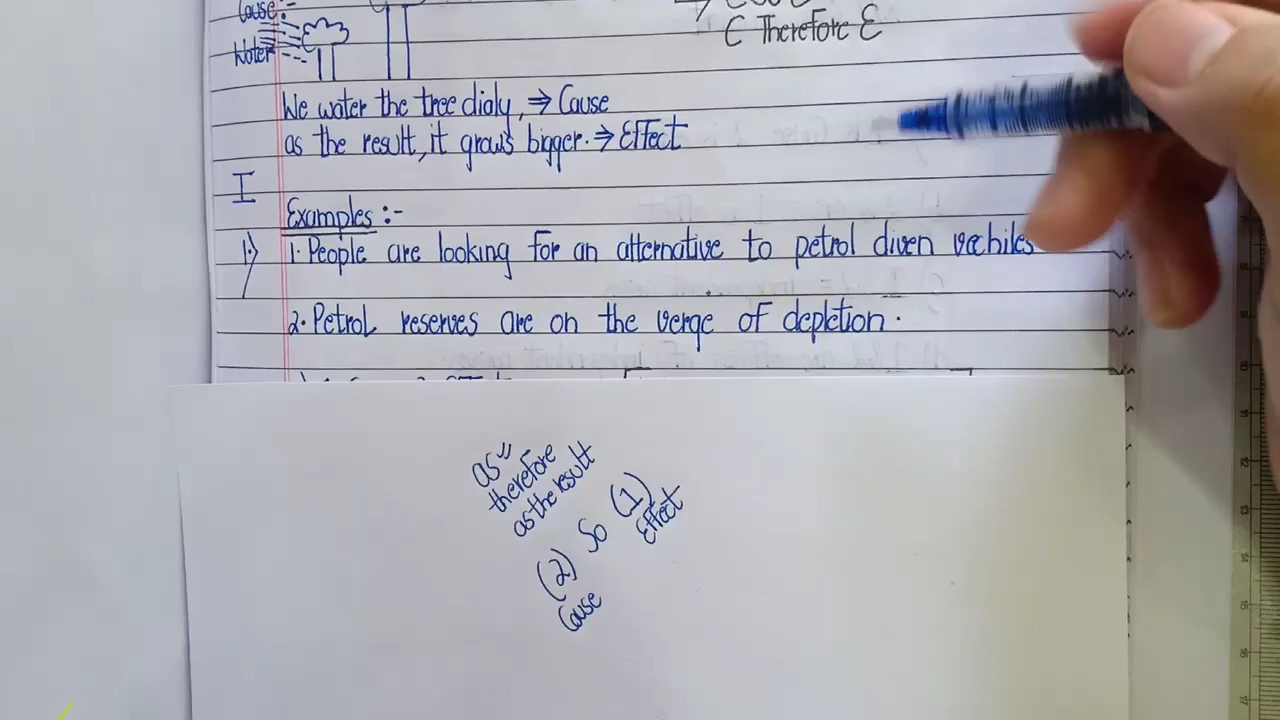 Cause:-
Water
C Therefore E
We water the tree dialy, ⇒ Cause
as the result, it grows bigger. ⇒ Effect
I
Examples :-
1.) 1. People are looking for an alternative to petrol diven vechiles
2. Petrol reserves are on the verge of depletion.
as
therefore
as the result
(2) So (1)
Cause
Effect